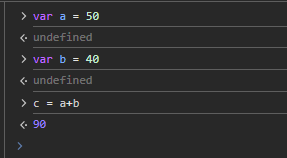 > var a = 50
<· undefined
> var b = 40
<· undefined
> c = a+b
<· 90
>